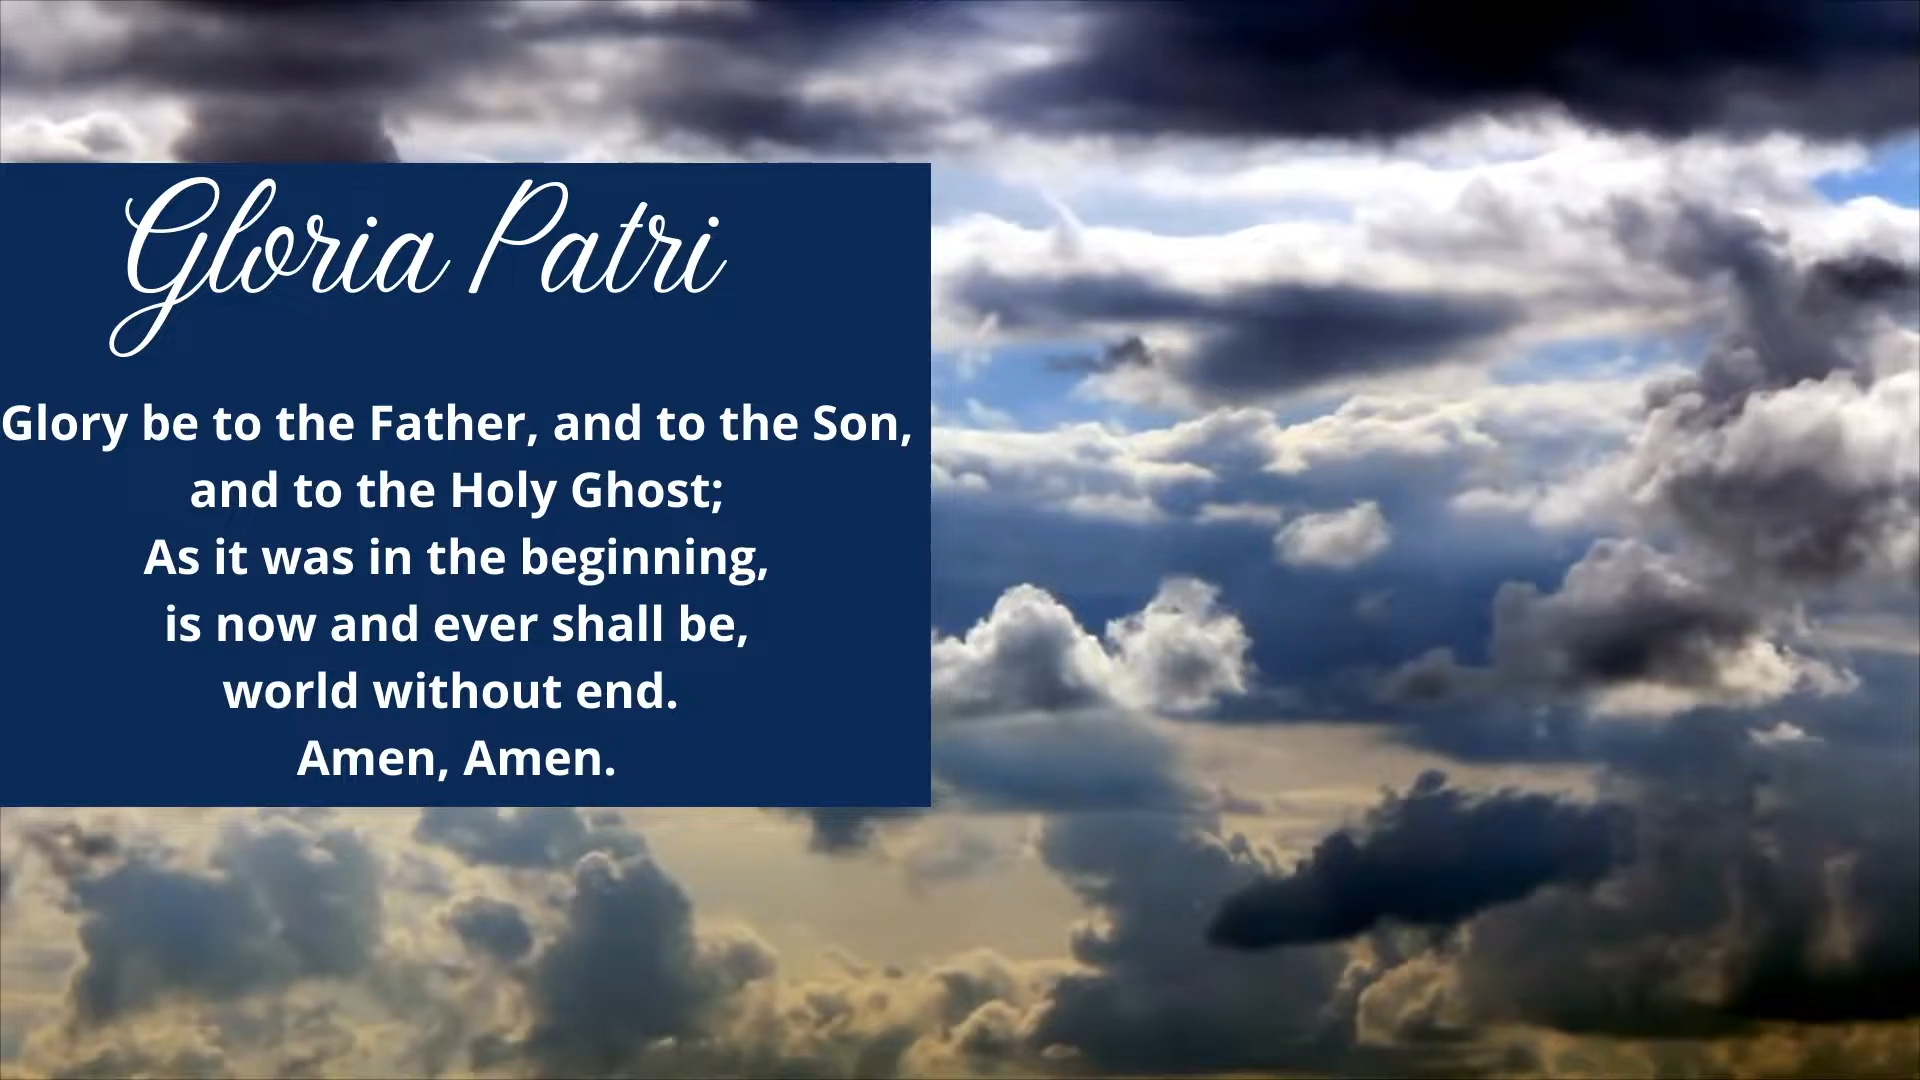 Gloria Patri
Glory be to the Father, and to the Son,
and to the Holy Ghost;
As it was in the beginning,
is now and ever shall be,
world without end.
Amen, Amen.